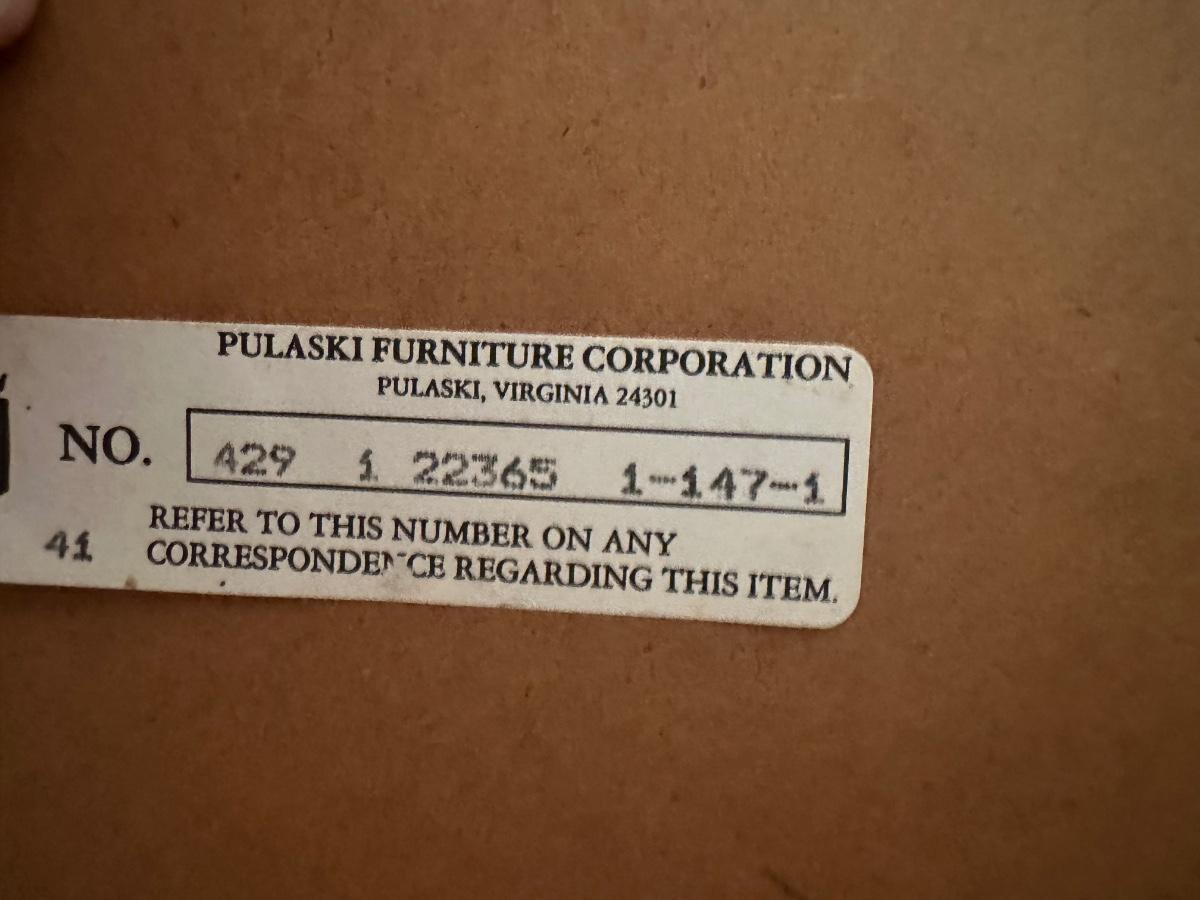 PULASKI FURNITURE CORPORATION
PULASKI, VIRGINIA 24301
NO. 429 1 22365 1-147-1
REFER TO THIS NUMBER ON ANY
41 CORRESPONDENCE REGARDING THIS ITEM.